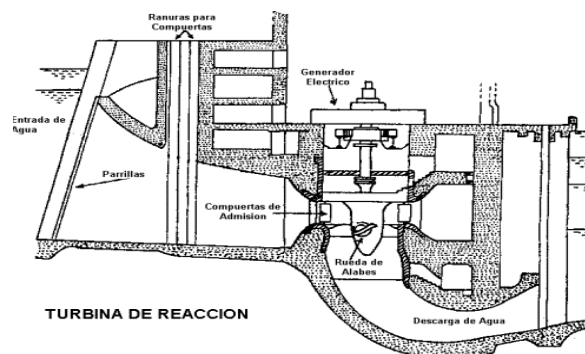 Ranuras para
Compuertas
Generador
Electrico
Entrada de
Agua
Parrillas
Compuertas de
Admision
Rueda de
Alabes
TURBINA DE REACCION
Descarga de Agua